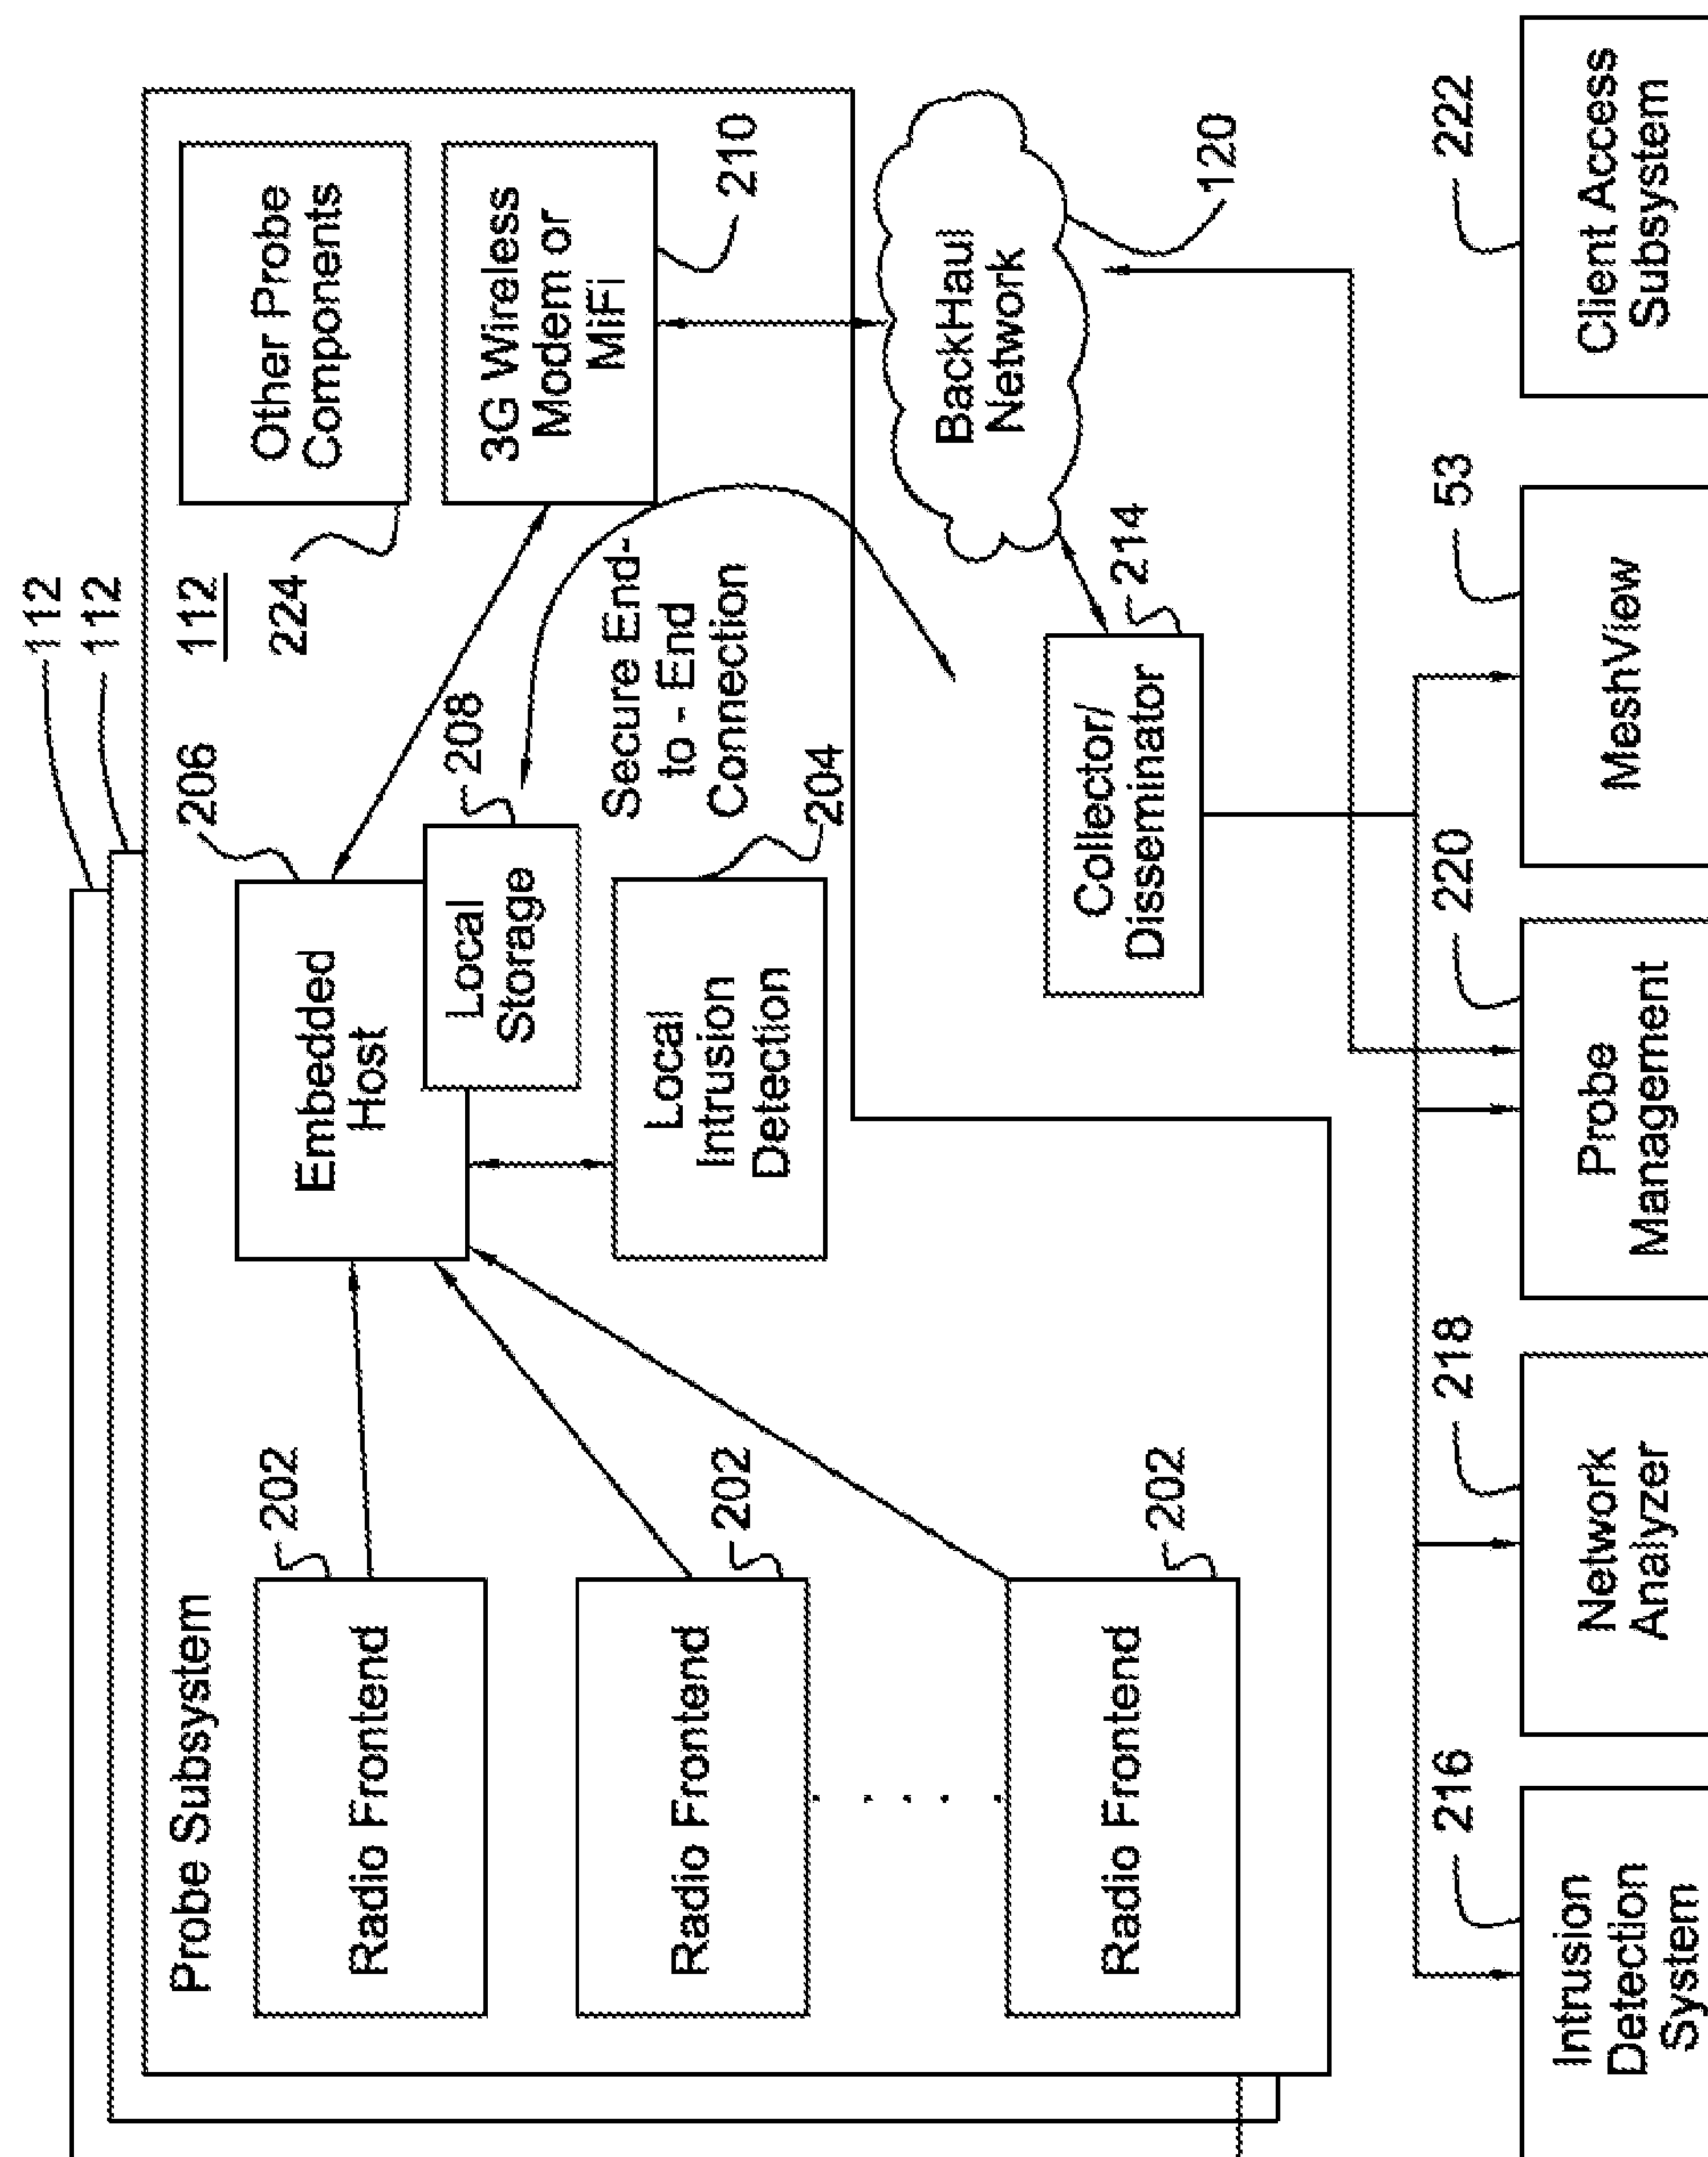 112
112
Probe Subsystem
112
202
Radio Frontend
202
Radio Frontend
202
Radio Frontend
206
Embedded
Host
208
Local
Storage
204
Local
Intrusion
Detection
224
Other Probe
Components
3G Wireless
Modem or
MiFi
210
Secure End-
to - End
Connection
BackHaul
Network
120
214
Collector/
Disseminator
216
Intrusion
Detection
System
218
Network
Analyzer
220
Probe
Management
53
MeshView
222
Client Access
Subsystem